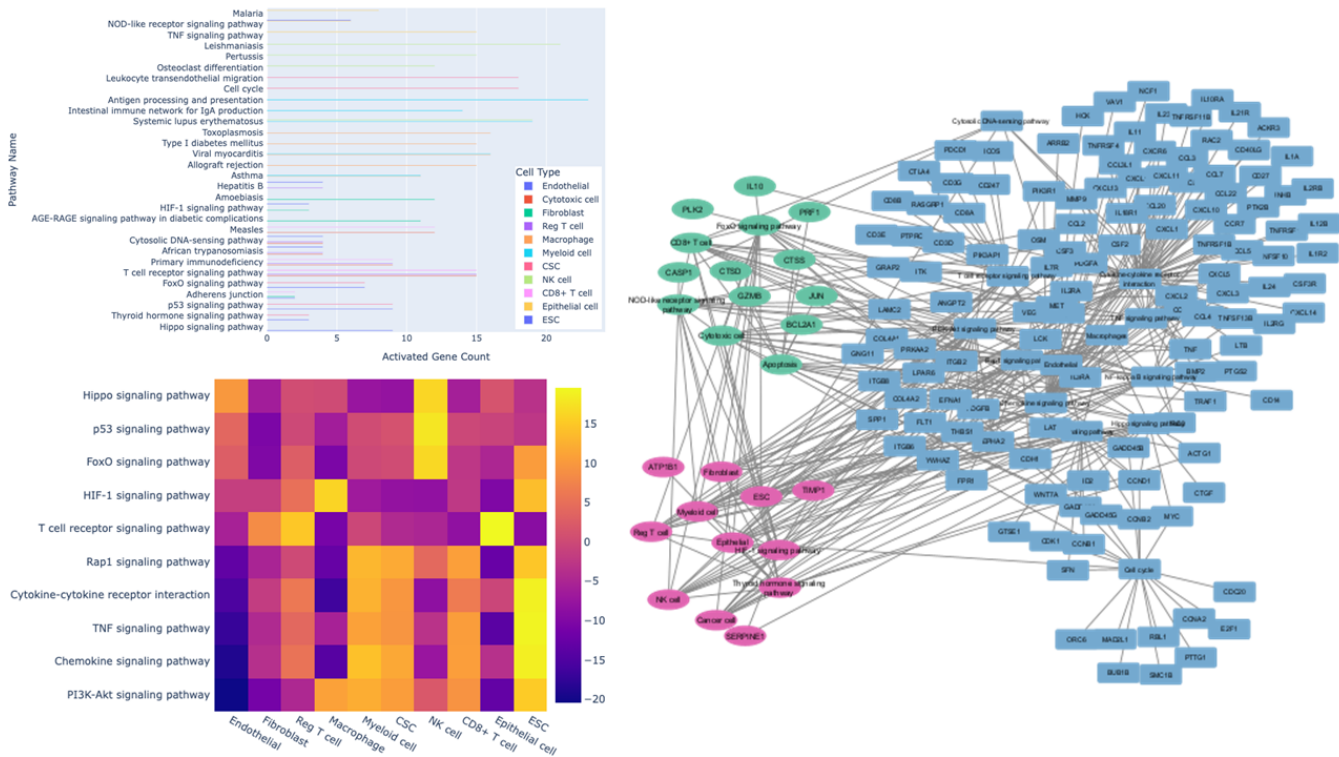 Pathway Name
Malaria
NOD-like receptor signaling pathway
TNF signaling pathway
Leishmaniasis
Pertussis
Osteoclast differentiation
Leukocyte transendothelial migration
Cell cycle
Antigen processing and presentation
Intestinal immune network for IgA production
Systemic lupus erythematosus
Toxoplasmosis
Type I diabetes mellitus
Viral myocarditis
Allograft rejection
Asthma
Hepatitis B
Amoebiasis
HIF-1 signaling pathway
AGE-RAGE signaling pathway in diabetic complications
Measles
Cytosolic DNA-sensing pathway
African trypanosomiasis
Primary immunodeficiency
T cell receptor signaling pathway
FoxO signaling pathway
Adherens junction
p53 signaling pathway
Thyroid hormone signaling pathway
Hippo signaling pathway
0 5 10 15 20
Activated Gene Count
Cell Type
Endothelial
Cytotoxic cell
Fibroblast
Reg T cell
Macrophage
Myeloid cell
CSC
NK cell
CD8+ T cell
Epithelial cell
ESC
Hippo signaling pathway
p53 signaling pathway
FoxO signaling pathway
HIF-1 signaling pathway
T cell receptor signaling pathway
Rap1 signaling pathway
Cytokine-cytokine receptor interaction
TNF signaling pathway
Chemokine signaling pathway
PI3K-Akt signaling pathway
Endothelial
Fibroblast
Reg T cell
Macrophage
Myeloid cell
CSC
NK cell
CD8+ T cell
Epithelial cell
ESC
15
10
5
0
−5
−10
−15
−20
IL10
PLK2
PRF1
FoxO signaling pathway
CD8+ T cell
CTSS
CASP1
CTSD
GZMB
JUN
NOD-like receptor signaling
pathway
BCL2A1
Cytotoxic cell
Apoptosis
ATP1B1
Fibroblast
ESC
TIMP1
Myeloid cell
Reg T cell
Epithelial
HIF-1 signaling pathway
Thyroid hormone signaling
pathway
NK cell
Cancer cell
SERPINE1
NCF1
VAV1
IL10RA
HCK
TNFRSF11B
IL21R
Cytosolic DNA-sensing pathway
IL11
ACKR3
ARRB2
TNFRSF4
RAC2
PDCD1
ICOS
CXCR6
CD40LG
CCL3
IL1A
CTLA4
CCL3L1
CD3G
CD247
CXCL11
CCL7
CD27
PIK3R1
CXCL13
INHB
IL2RB
CD8B
RASGRP1
MMP9
CCL22
CD8A
IL18R1
CXCL10
PTK2B
CCL2
CXCL1
CCR7
IL12B
CD3E
PTPRC
CD3D
OSM
CSF2
TNFRSF1B
TNFRSF
CSF3
IL1R2
PIK3AP1
GRAP2
ITK
IL7R
T cell receptor signaling pathway
Cytokine-cytokine receptor
interaction
CXCL5
IL24
CSF3R
IL2RA
CXCL3
CXCL2
ANGPT2
MET
LAMC2
CCL4
TNFSF13B
IL2RG
CXCL14
LCK
Macrophages
PRKAA2
LTB
GNG11
ITGB2
TNF
Endothelial
LPAR6
BMP2
PTGS2
ITGB8
COL4A2
EFNA1
TRAF1
CD14
SPP1
FLT1
LAT
THBS1
EPHA2
GADD45B
ACTG1
ITGB6
YWHAZ
CDH1
FPR1
CCND1
WNT7A
CTGF
GADD45G
CCNB2
MYC
GTSE1
CDK1
CCNB1
SFN
Cell cycle
CDC20
CCNA2
E2F1
ORC6
MAD2L1
RBL1
PTTG1
BUB1B
SMC1B